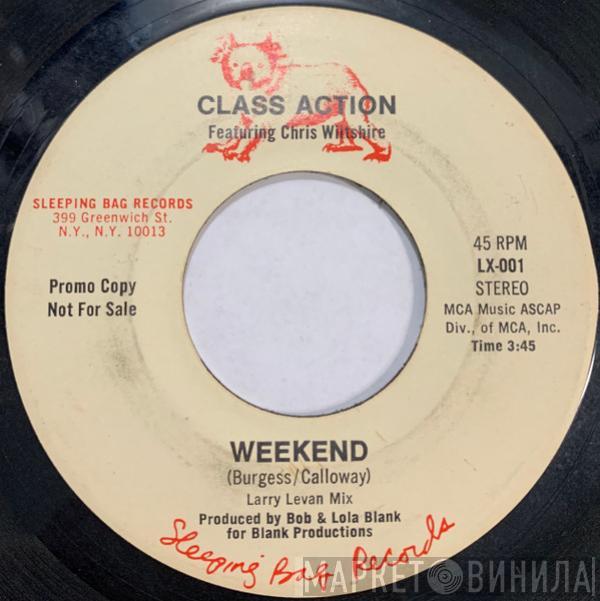 CLASS ACTION
Featuring Chris Wiltshire
SLEEPING BAG RECORDS
399 Greenwich St.
N.Y., N.Y. 10013
Promo Copy
Not For Sale
45 RPM
LX-001
STEREO
MCA Music ASCAP
Div., of MCA, Inc.
Time 3:45
WEEKEND
(Burgess/Calloway)
Larry Levan Mix
Produced by Bob & Lola Blank
for Blank Productions
Sleeping Bag Records
МАРКЕТ ВИНИЛА